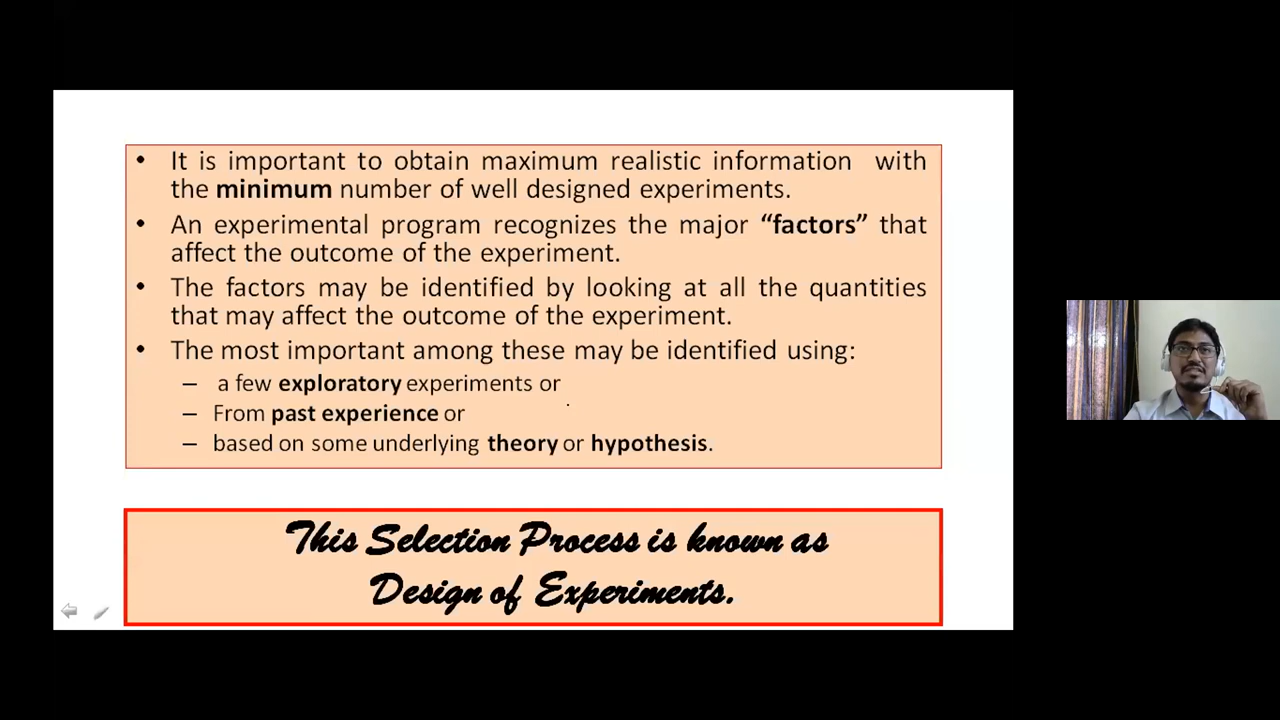 • It is important to obtain maximum realistic information with
the minimum number of well designed experiments.
• An experimental program recognizes the major “factors” that
affect the outcome of the experiment.
• The factors may be identified by looking at all the quantities
that may affect the outcome of the experiment.
• The most important among these may be identified using:
– a few exploratory experiments or
– From past experience or
– based on some underlying theory or hypothesis.
This Selection Process is known as
Design of Experiments.